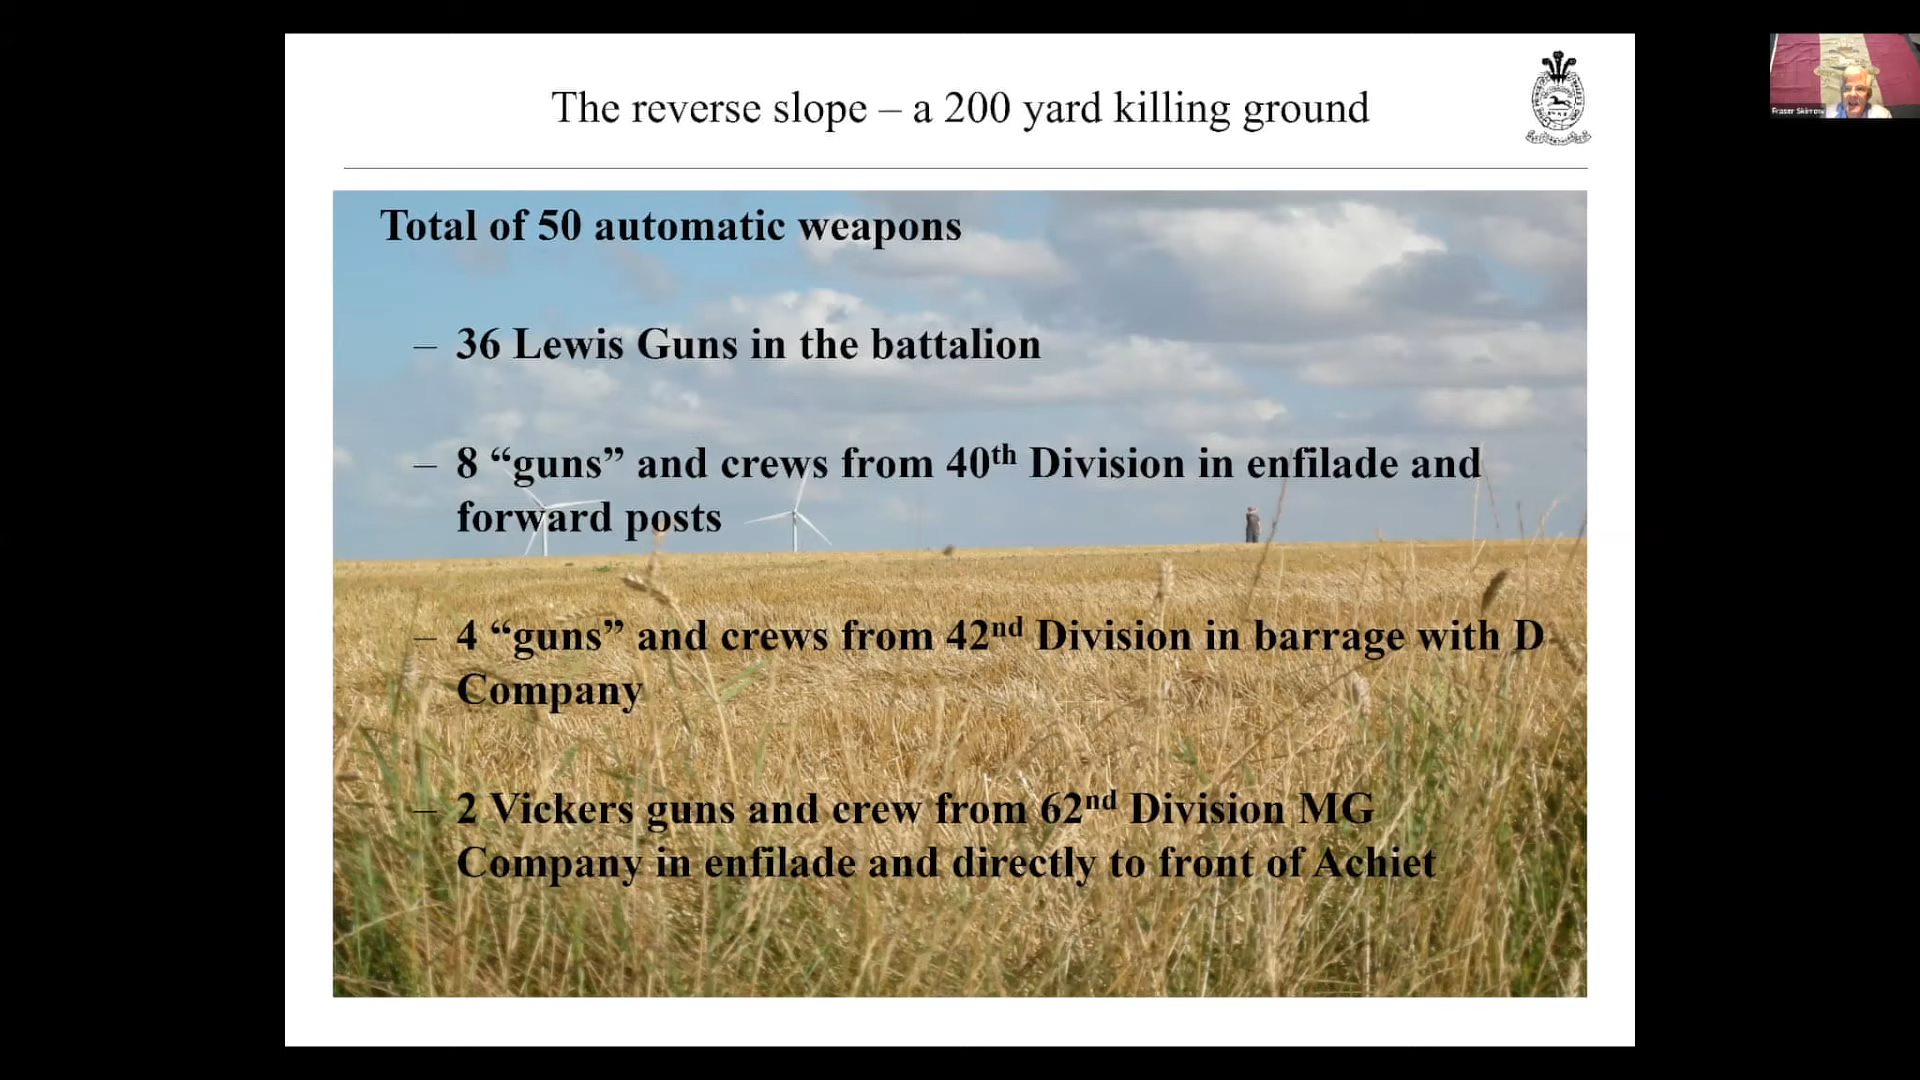 The reverse slope – a 200 yard killing ground
Fraser Skirrow
Total of 50 automatic weapons
– 36 Lewis Guns in the battalion
– 8 “guns” and crews from 40th Division in enfilade and
forward posts
– 4 “guns” and crews from 42nd Division in barrage with D
Company
– 2 Vickers guns and crew from 62nd Division MG
Company in enfilade and directly to front of Achiet